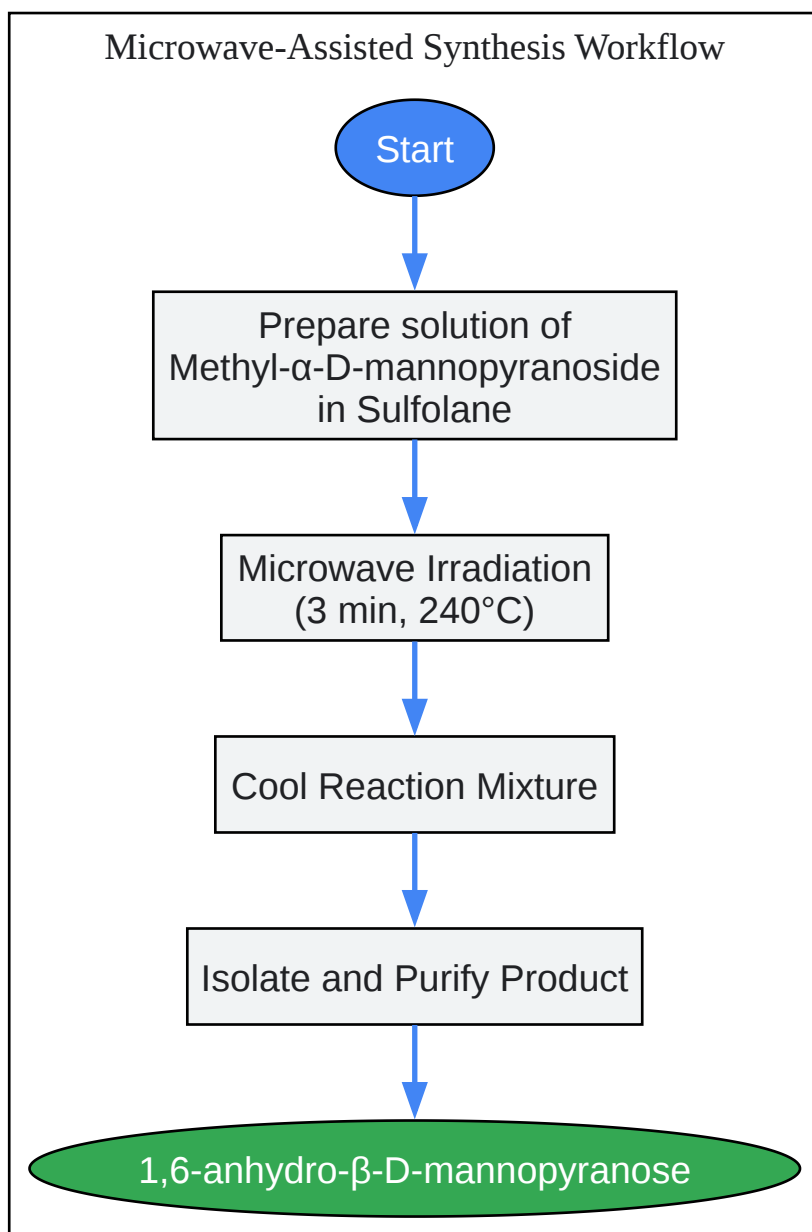 Microwave-Assisted Synthesis Workflow
Start
Prepare solution of
Methyl-α-D-mannopyranoside
in Sulfolane
Microwave Irradiation
(3 min, 240°C)
Cool Reaction Mixture
Isolate and Purify Product
1,6-anhydro-β-D-mannopyranose